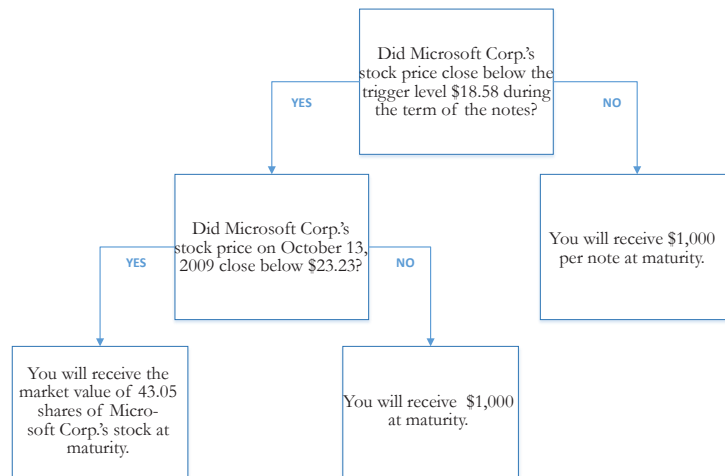 Did Microsoft Corp.'s
stock price close below the
trigger level $18.58 during
the term of the notes?
YES
NO
Did Microsoft Corp.'s
stock price on October 13,
2009 close below $23.23?
You will receive $1,000
per note at maturity.
YES
NO
You will receive the
market value of 43.05
shares of Micro-
soft Corp.'s stock at
maturity.
You will receive $1,000
at maturity.